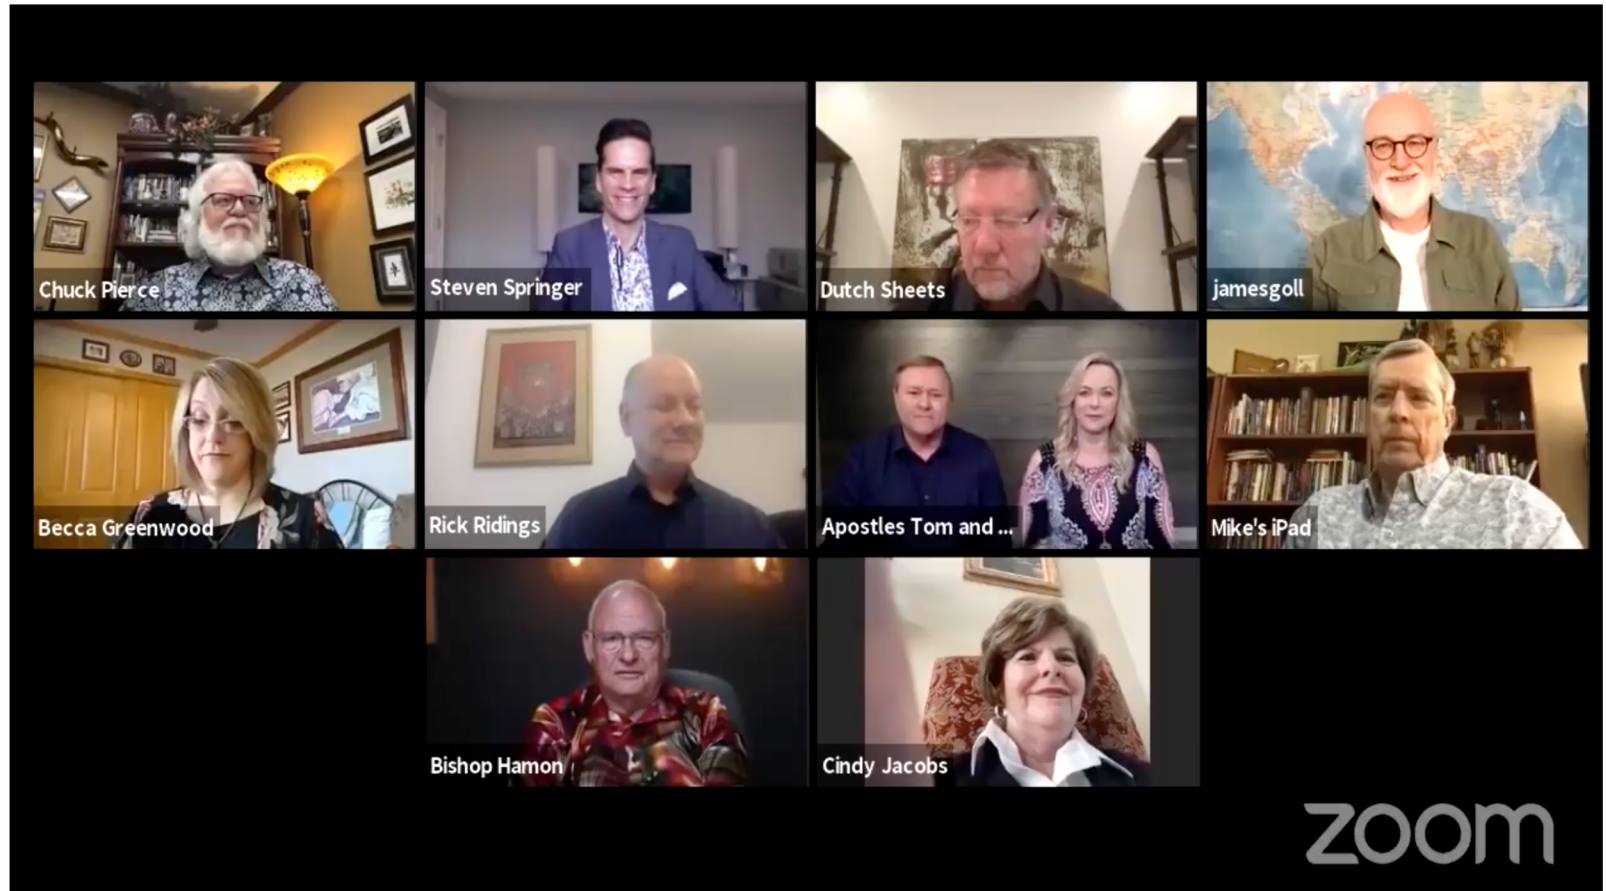 Chuck Pierce
Steven Springer
Dutch Sheets
jamesgoll
Becca Greenwood
Rick Ridings
Apostles Tom and ...
Mike's iPad
Bishop Hamon
Cindy Jacobs
zoom